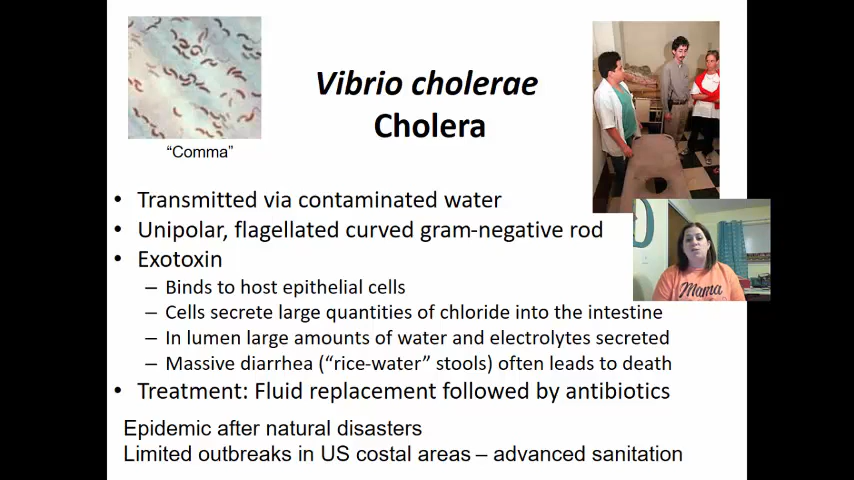 Vibrio cholerae
Cholera
“Comma”
• Transmitted via contaminated water
• Unipolar, flagellated curved gram-negative rod
• Exotoxin
– Binds to host epithelial cells
– Cells secrete large quantities of chloride into the intestine
– In lumen large amounts of water and electrolytes secreted
– Massive diarrhea (“rice-water” stools) often leads to death
• Treatment: Fluid replacement followed by antibiotics
Epidemic after natural disasters
Limited outbreaks in US costal areas – advanced sanitation
Mama